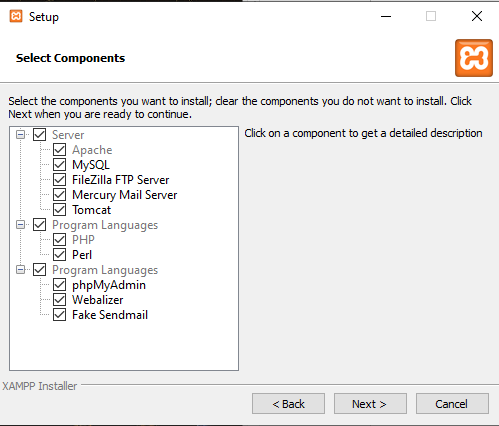 Setup
Select Components
Select the components you want to install; clear the components you do not want to install. Click
Next when you are ready to continue.
Server
Apache
MySQL
FileZilla FTP Server
Mercury Mail Server
Tomcat
Program Languages
PHP
Perl
Program Languages
phpMyAdmin
Webalizer
Fake Sendmail
Click on a component to get a detailed description
XAMPP Installer
< Back
Next >
Cancel